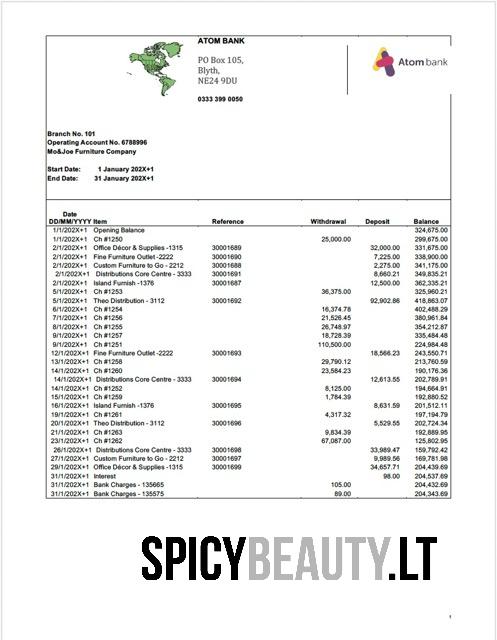 ATOM BANK
PO Box 105,
Blyth,
NE24 9DU
0333 399 0050
Atom bank
Branch No. 101
Operating Account No. 6788996
Mo&Joe Furniture Company
Start Date: 1 January 202X+1
End Date: 31 January 202X+1
Date
DD/MM/YYYY Item Reference Withdrawal Deposit Balance
1/1/202X+1 Opening Balance 324,675.00
1/1/202X+1 Ch #1250 25,000.00 299,675.00
2/1/202X+1 Office Décor & Supplies -1315 30001689 32,000.00 331,675.00
2/1/202X+1 Fine Furniture Outlet -2222 30001690 7,225.00 338,900.00
2/1/202X+1 Custom Furniture to Go - 2212 30001688 2,275.00 341,175.00
2/1/202X+1 Distributions Core Centre - 3333 30001691 8,660.21 349,835.21
2/1/202X+1 Island Furnish -1376 30001687 12,500.00 362,335.21
5/1/202X+1 Ch #1253 36,375.00 325,960.21
5/1/202X+1 Theo Distribution - 3112 30001692 92,902.86 418,863.07
6/1/202X+1 Ch #1254 16,374.78 402,488.29
7/1/202X+1 Ch #1256 21,526.45 380,961.84
8/1/202X+1 Ch #1255 26,748.97 354,212.87
9/1/202X+1 Ch #1257 18,728.39 335,484.48
9/1/202X+1 Ch #1251 110,500.00 224,984.48
12/1/202X+1 Fine Furniture Outlet -2222 30001693 18,566.23 243,550.71
13/1/202X+1 Ch #1258 29,790.12 213,760.59
14/1/202X+1 Ch #1260 23,584.23 190,176.36
14/1/202X+1 Distributions Core Centre - 3333 30001694 12,613.55 202,789.91
14/1/202X+1 Ch #1252 8,125.00 194,664.91
15/1/202X+1 Ch #1259 1,784.39 192,880.52
16/1/202X+1 Island Furnish -1376 30001695 8,631.59 201,512.11
19/1/202X+1 Ch #1261 4,317.32 197,194.79
20/1/202X+1 Theo Distribution - 3112 30001696 5,529.55 202,724.34
21/1/202X+1 Ch #1263 9,834.39 192,889.95
23/1/202X+1 Ch #1262 67,087.00 125,802.95
26/1/202X+1 Distributions Core Centre - 3333 30001698 33,989.47 159,792.42
27/1/202X+1 Custom Furniture to Go - 2212 30001697 9,989.56 169,781.98
29/1/202X+1 Office Décor & Supplies -1315 30001699 34,657.71 204,439.69
31/1/202X+1 Interest 98.00 204,537.69
31/1/202X+1 Bank Charges - 135665 105.00 204,432.69
31/1/202X+1 Bank Charges - 135575 89.00 204,343.69
SPICYBEAUTY.LT
1